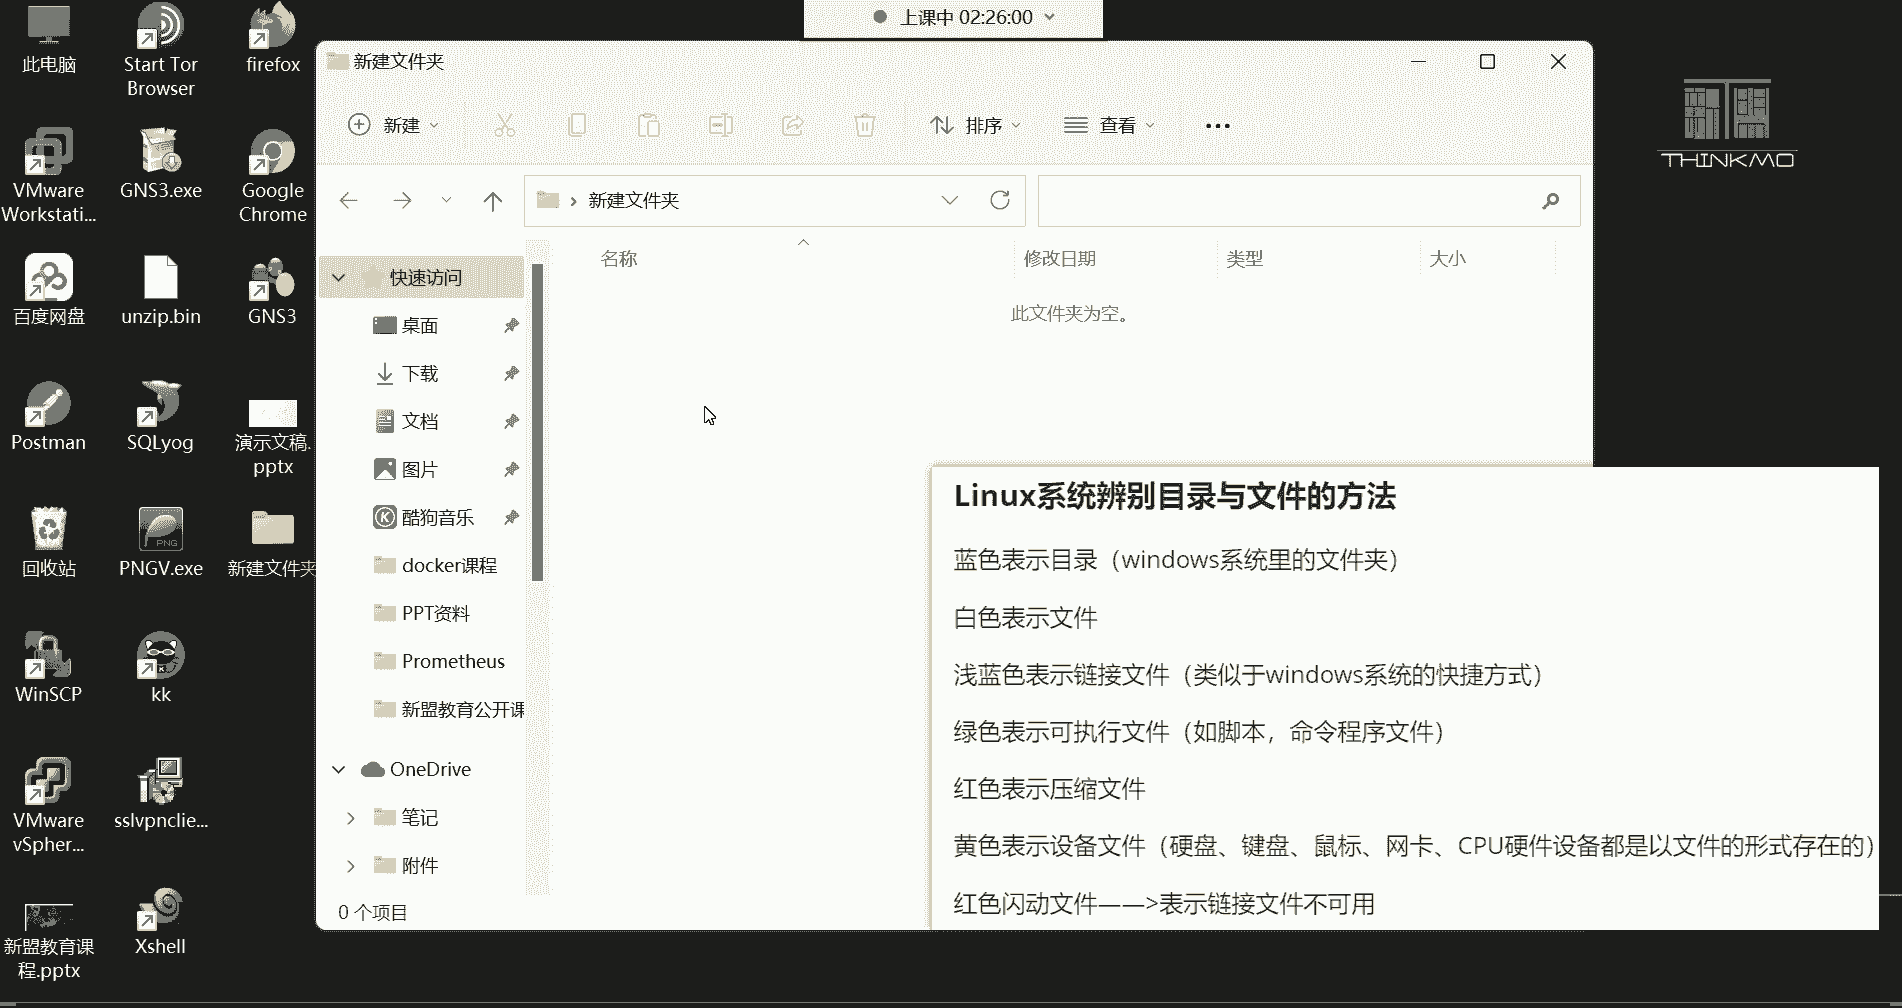 上课中 02:26:00
此电脑
Start Tor
Browser
firefox
VMware
Workstati...
GNS3.exe
Google
Chrome
百度网盘
unzip.bin
GNS3
Postman
SQLyog
演示文稿.
pptx
回收站
PNGV.exe
PNG
新建文件夹
WinSCP
kk
VMware
vSpher...
sslvpnclie...
新盟教育课
程.pptx
Xshell
新建文件夹
新建
排序
查看
新建文件夹
名称
修改日期
类型
大小
此文件夹为空。
快速访问
桌面
下载
文档
图片
酷狗音乐
docker课程
PPT资料
Prometheus
新盟教育公开课
OneDrive
笔记
附件
0 个项目
THINKMO
Linux系统辨别目录与文件的方法
蓝色表示目录（windows系统里的文件夹）
白色表示文件
浅蓝色表示链接文件（类似于windows系统的快捷方式）
绿色表示可执行文件（如脚本，命令程序文件）
红色表示压缩文件
黄色表示设备文件（硬盘、键盘、鼠标、网卡、CPU硬件设备都是以文件的形式存在的）
红色闪动文件——>表示链接文件不可用